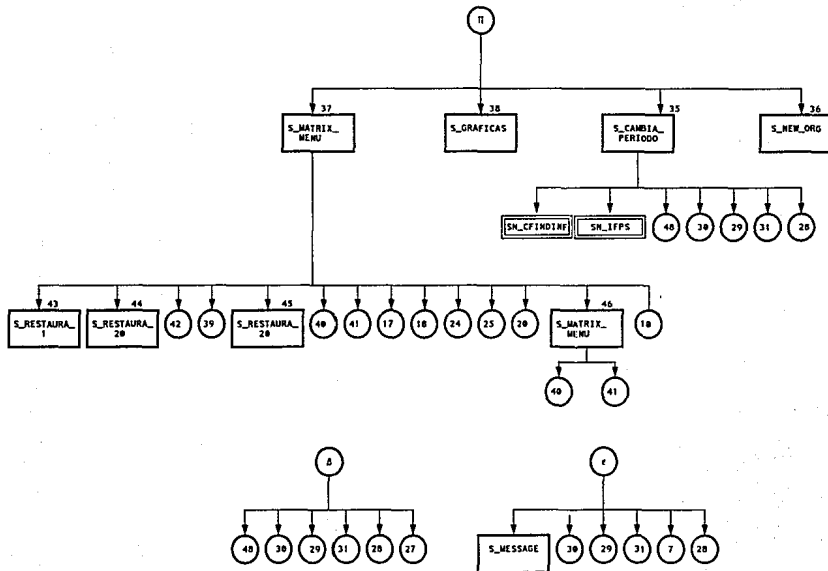 Π
37
S_MATRIX_
MENU
38
S_GRAFICAS
35
S_CAMBIA_
PERIODO
36
S_NEW_ORG
SN_CFINDINF
SN_IFPS
48
30
29
31
28
43
S_RESTAURA_
1
44
S_RESTAURA_
20
42
39
45
S_RESTAURA_
20
40
41
17
18
24
25
20
46
S_MATRIX_
MENU
10
40
41
Δ
48
30
29
31
28
27
ε
S_MESSAGE
30
29
31
7
28